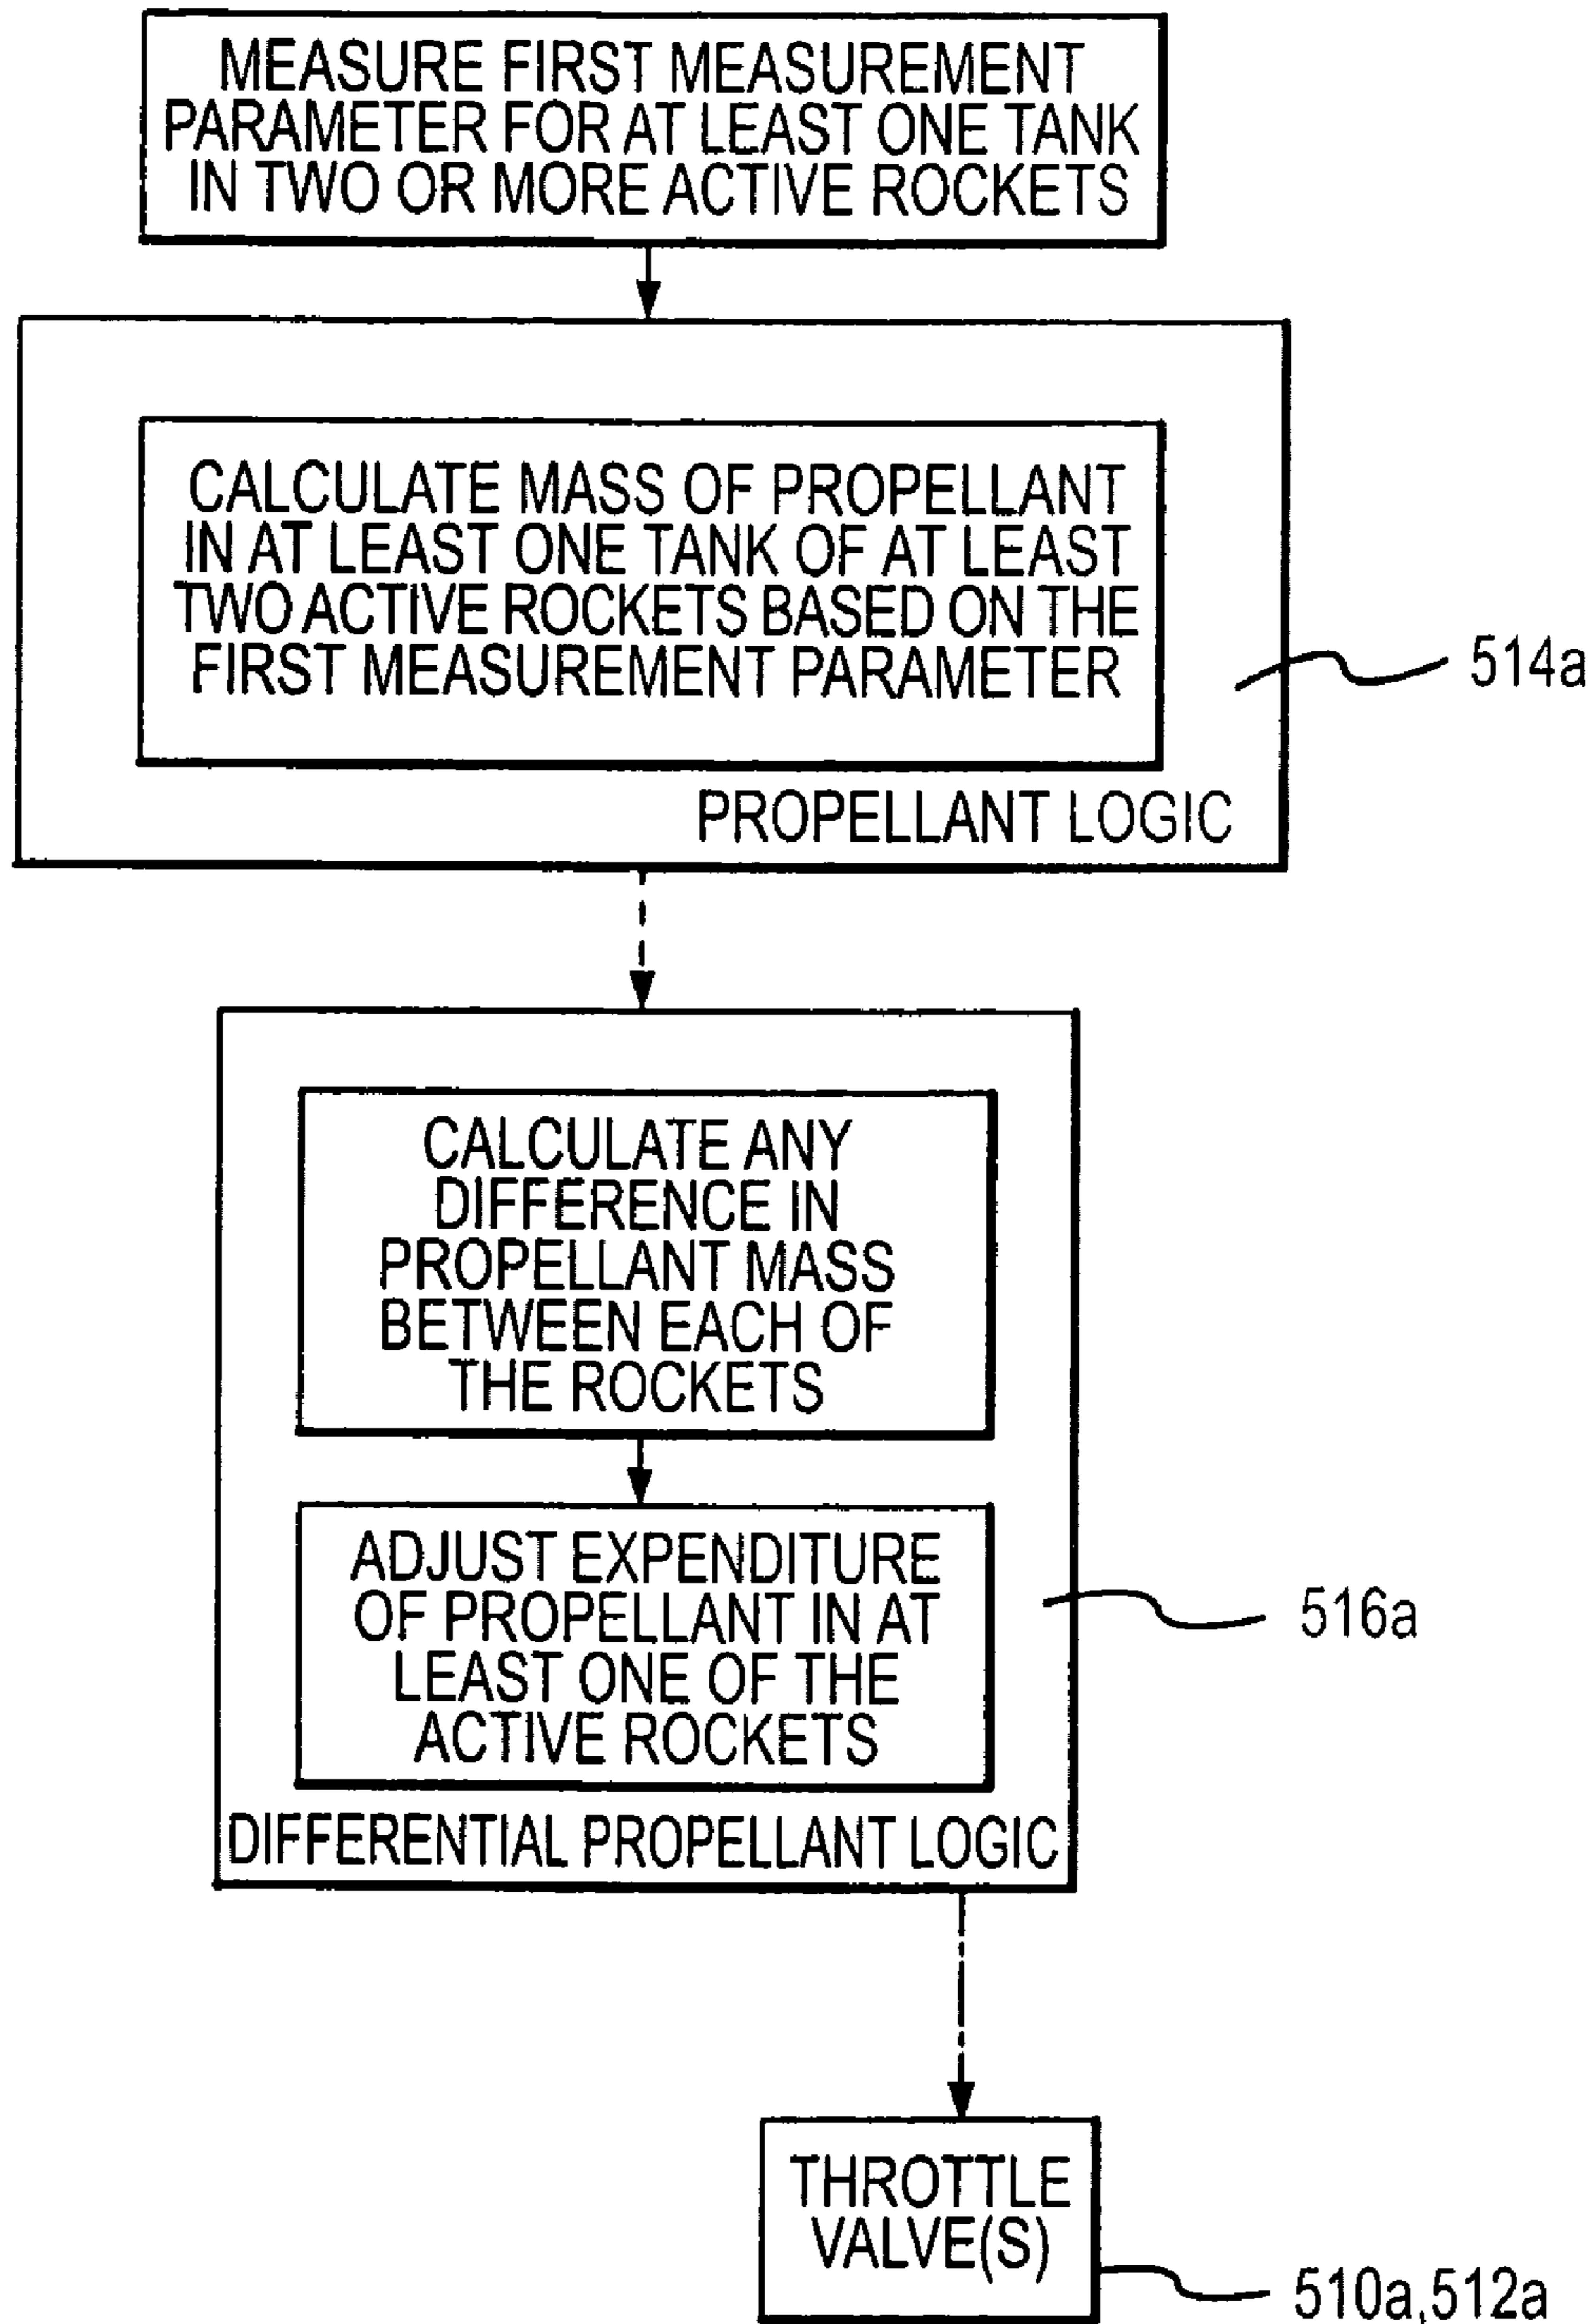 MEASURE FIRST MEASUREMENT
PARAMETER FOR AT LEAST ONE TANK
IN TWO OR MORE ACTIVE ROCKETS
CALCULATE MASS OF PROPELLANT
IN AT LEAST ONE TANK OF AT LEAST
TWO ACTIVE ROCKETS BASED ON THE
FIRST MEASUREMENT PARAMETER
514a
PROPELLANT LOGIC
CALCULATE ANY
DIFFERENCE IN
PROPELLANT MASS
BETWEEN EACH OF
THE ROCKETS
ADJUST EXPENDITURE
OF PROPELLANT IN AT
LEAST ONE OF THE
ACTIVE ROCKETS
516a
DIFFERENTIAL PROPELLANT LOGIC
THROTTLE
VALVE(S)
510a,512a